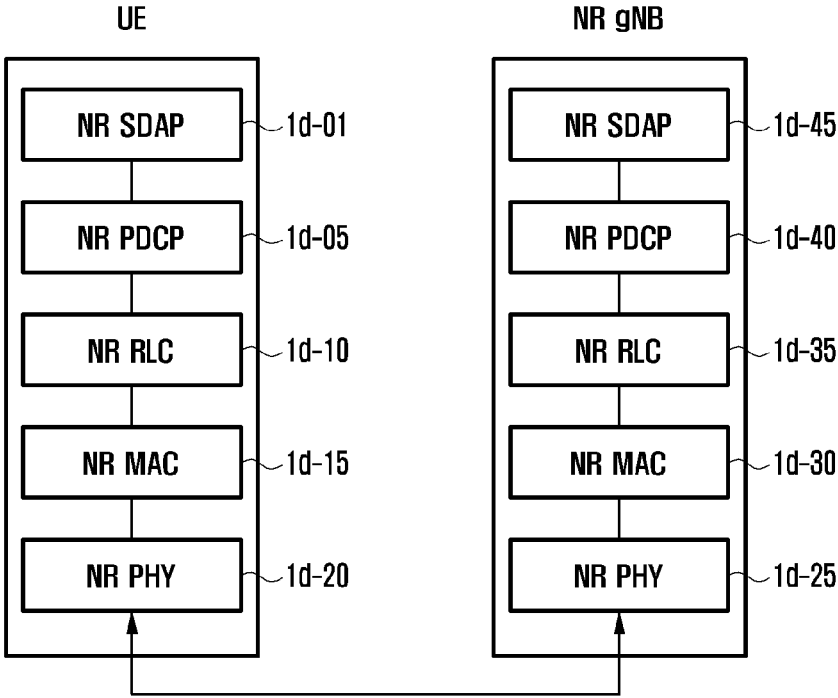 UE NR gNB
NR SDAP 1d-01 NR SDAP 1d-45
NR PDCP 1d-05 NR PDCP 1d-40
NR RLC 1d-10 NR RLC 1d-35
NR MAC 1d-15 NR MAC 1d-30
NR PHY 1d-20 NR PHY 1d-25